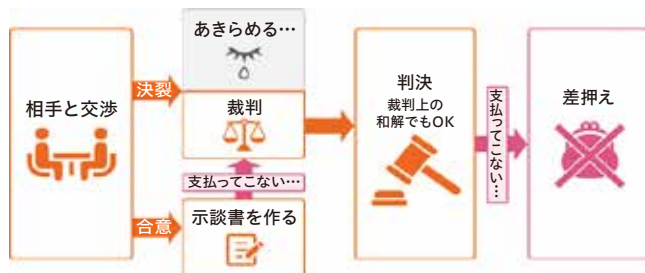 相手と交渉
決裂
あきらめる…
裁判
支払ってこない…
合意
示談書を作る
判決
裁判上の
和解でもOK
支払ってこない…
差押え